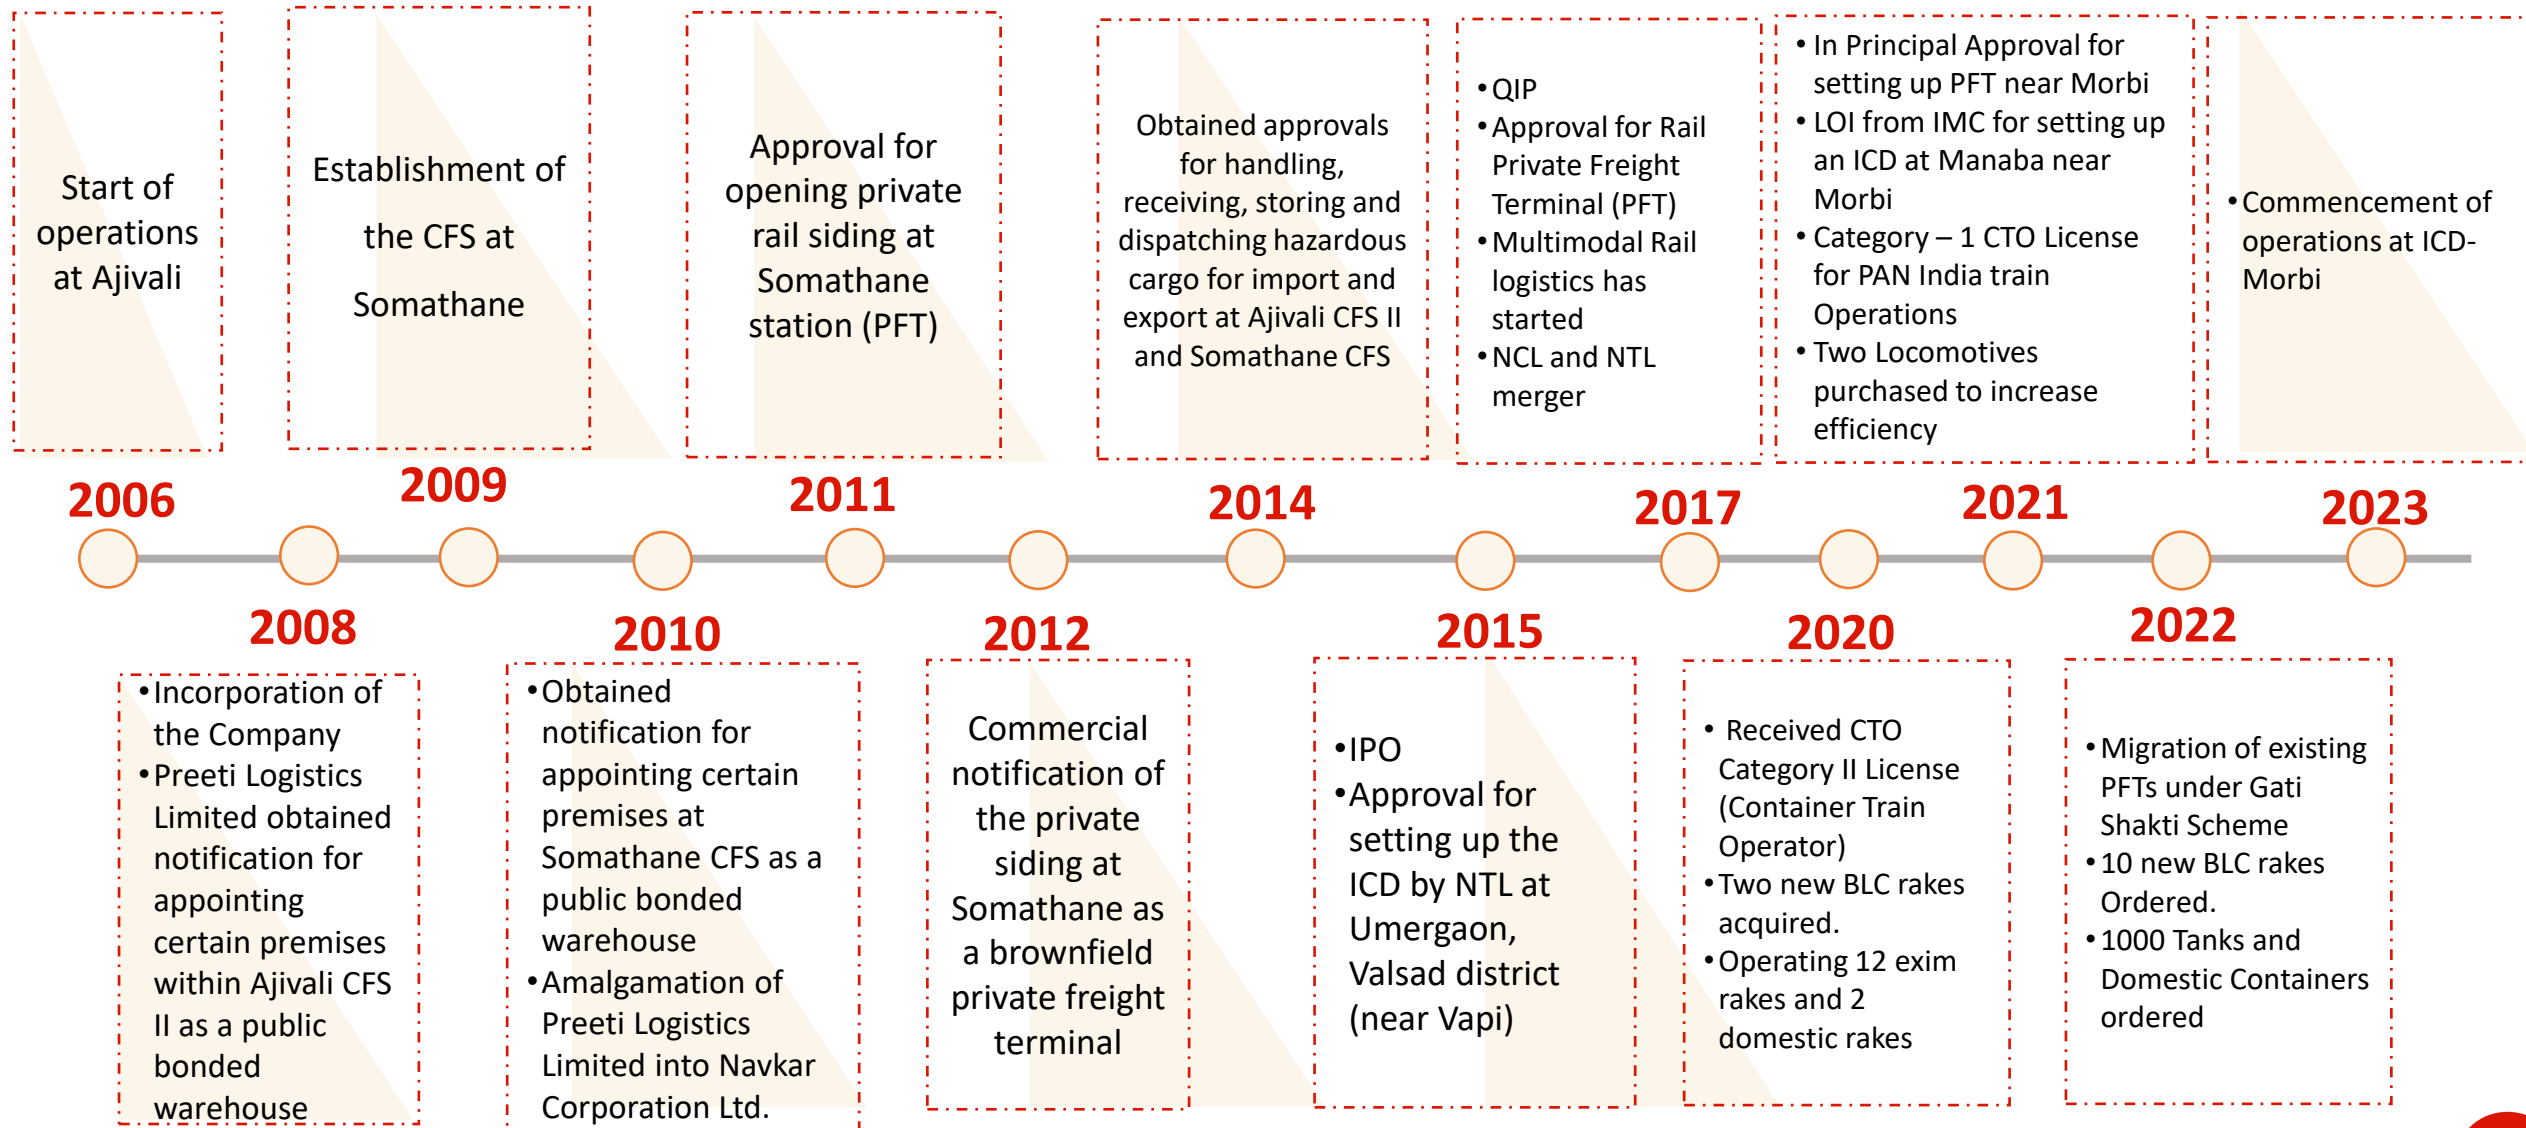 Start of
operations
at Ajivali
Establishment of
the CFS at
Somathane
Approval for
opening private
rail siding at
Somathane
station (PFT)
Obtained approvals
for handling,
receiving, storing and
dispatching hazardous
cargo for import and
export at Ajivali CFS II
and Somathane CFS
•QIP
•Approval for Rail
Private Freight
Terminal (PFT)
•Multimodal Rail
logistics has
started
•NCL and NTL
merger
• In Principal Approval for
setting up PFT near Morbi
• LOI from IMC for setting up
an ICD at Manaba near
Morbi
• Category – 1 CTO License
for PAN India train
Operations
• Two Locomotives
purchased to increase
efficiency
•Commencement of
operations at ICD-
Morbi
2006
2009
2011
2014
2017
2021
2023
2008
2010
2012
2015
2020
2022
•Incorporation of
the Company
•Preeti Logistics
Limited obtained
notification for
appointing
certain premises
within Ajivali CFS
II as a public
bonded
warehouse
•Obtained
notification for
appointing certain
premises at
Somathane CFS as a
public bonded
warehouse
•Amalgamation of
Preeti Logistics
Limited into Navkar
Corporation Ltd.
Commercial
notification of
the private
siding at
Somathane as
a brownfield
private freight
terminal
•IPO
•Approval for
setting up the
ICD by NTL at
Umergaon,
Valsad district
(near Vapi)
• Received CTO
Category II License
(Container Train
Operator)
•Two new BLC rakes
acquired.
•Operating 12 exim
rakes and 2
domestic rakes
•Migration of existing
PFTs under Gati
Shakti Scheme
•10 new BLC rakes
Ordered.
•1000 Tanks and
Domestic Containers
ordered